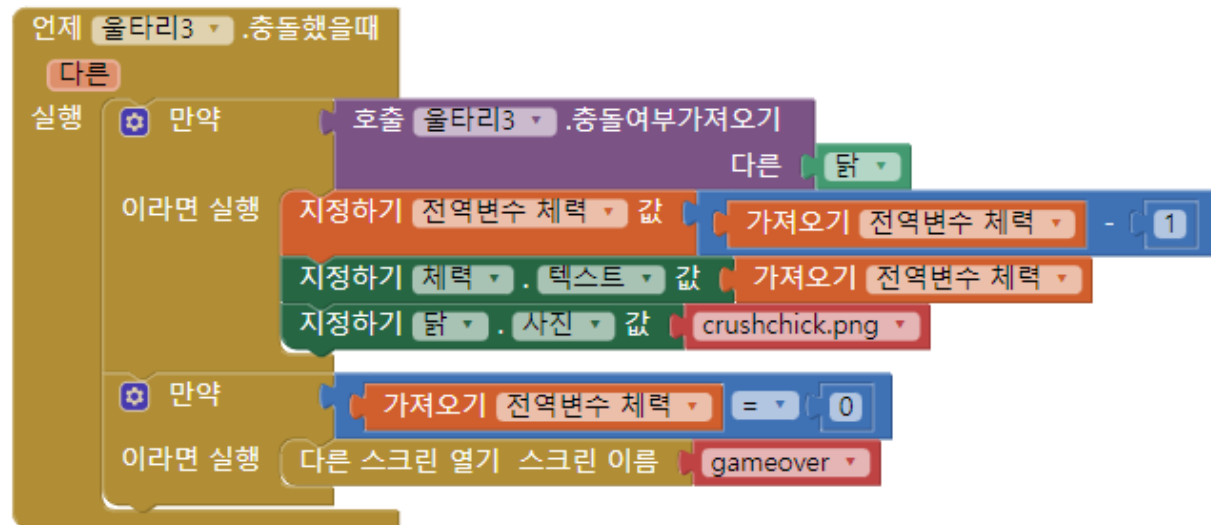 언제 울타리3 .충돌했을때
다른
실행 만약 호출 울타리3 .충돌여부가져오기
다른 닭
이라면 실행 지정하기 전역변수 체력 값 가져오기 전역변수 체력 - 1
지정하기 체력 . 텍스트 값 가져오기 전역변수 체력
지정하기 닭 . 사진 값 crushchick.png
만약 가져오기 전역변수 체력 = 0
이라면 실행 다른 스크린 열기 스크린 이름 gameover